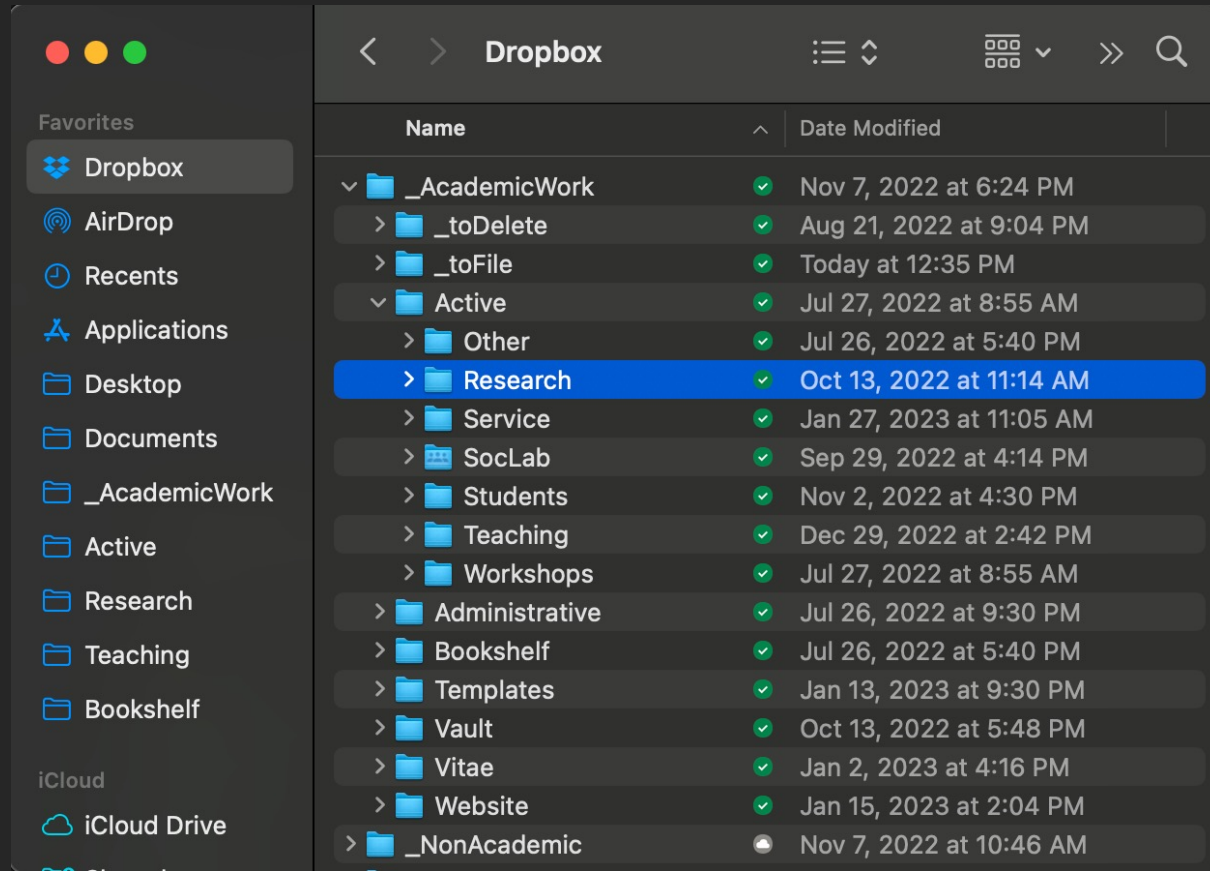 Dropbox
Favorites
Dropbox
AirDrop
Recents
Applications
Desktop
Documents
_AcademicWork
Active
Research
Teaching
Bookshelf
iCloud
iCloud Drive
Name Date Modified
_AcademicWork Nov 7, 2022 at 6:24 PM
_toDelete Aug 21, 2022 at 9:04 PM
_toFile Today at 12:35 PM
Active Jul 27, 2022 at 8:55 AM
Other Jul 26, 2022 at 5:40 PM
Research Oct 13, 2022 at 11:14 AM
Service Jan 27, 2023 at 11:05 AM
SocLab Sep 29, 2022 at 4:14 PM
Students Nov 2, 2022 at 4:30 PM
Teaching Dec 29, 2022 at 2:42 PM
Workshops Jul 27, 2022 at 8:55 AM
Administrative Jul 26, 2022 at 9:30 PM
Bookshelf Jul 26, 2022 at 5:40 PM
Templates Jan 13, 2023 at 9:30 PM
Vault Oct 13, 2022 at 5:48 PM
Vitae Jan 2, 2023 at 4:16 PM
Website Jan 15, 2023 at 2:04 PM
_NonAcademic Nov 7, 2022 at 10:46 AM